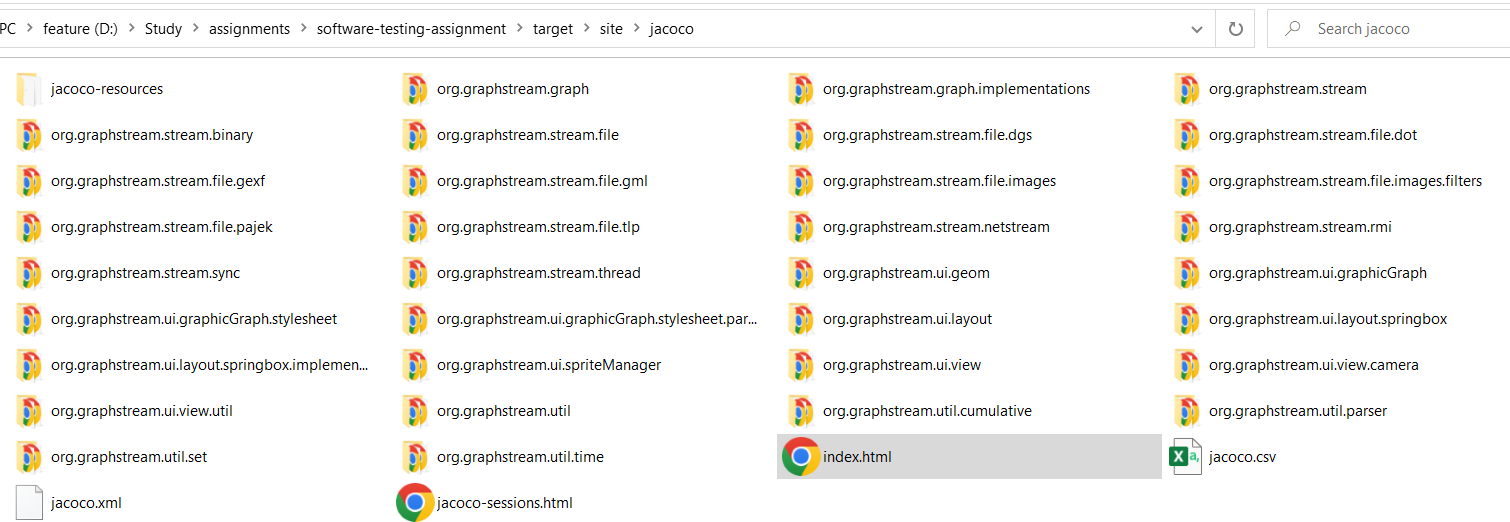 PC > feature (D:) > Study > assignments > software-testing-assignment > target > site > jacoco
Search jacoco
jacoco-resources org.graphstream.graph org.graphstream.graph.implementations org.graphstream.stream
org.graphstream.stream.binary org.graphstream.stream.file org.graphstream.stream.file.dgs org.graphstream.stream.file.dot
org.graphstream.stream.file.gexf org.graphstream.stream.file.gml org.graphstream.stream.file.images org.graphstream.stream.file.images.filters
org.graphstream.stream.file.pajek org.graphstream.stream.file.tlp org.graphstream.stream.netstream org.graphstream.stream.rmi
org.graphstream.stream.sync org.graphstream.stream.thread org.graphstream.ui.geom org.graphstream.ui.graphicGraph
org.graphstream.ui.graphicGraph.stylesheet org.graphstream.ui.graphicGraph.stylesheet.par... org.graphstream.ui.layout org.graphstream.ui.layout.springbox
org.graphstream.ui.layout.springbox.implemen... org.graphstream.ui.spriteManager org.graphstream.ui.view org.graphstream.ui.view.camera
org.graphstream.ui.view.util org.graphstream.util org.graphstream.util.cumulative org.graphstream.util.parser
org.graphstream.util.set org.graphstream.util.time index.html jacoco.csv
jacoco.xml jacoco-sessions.html